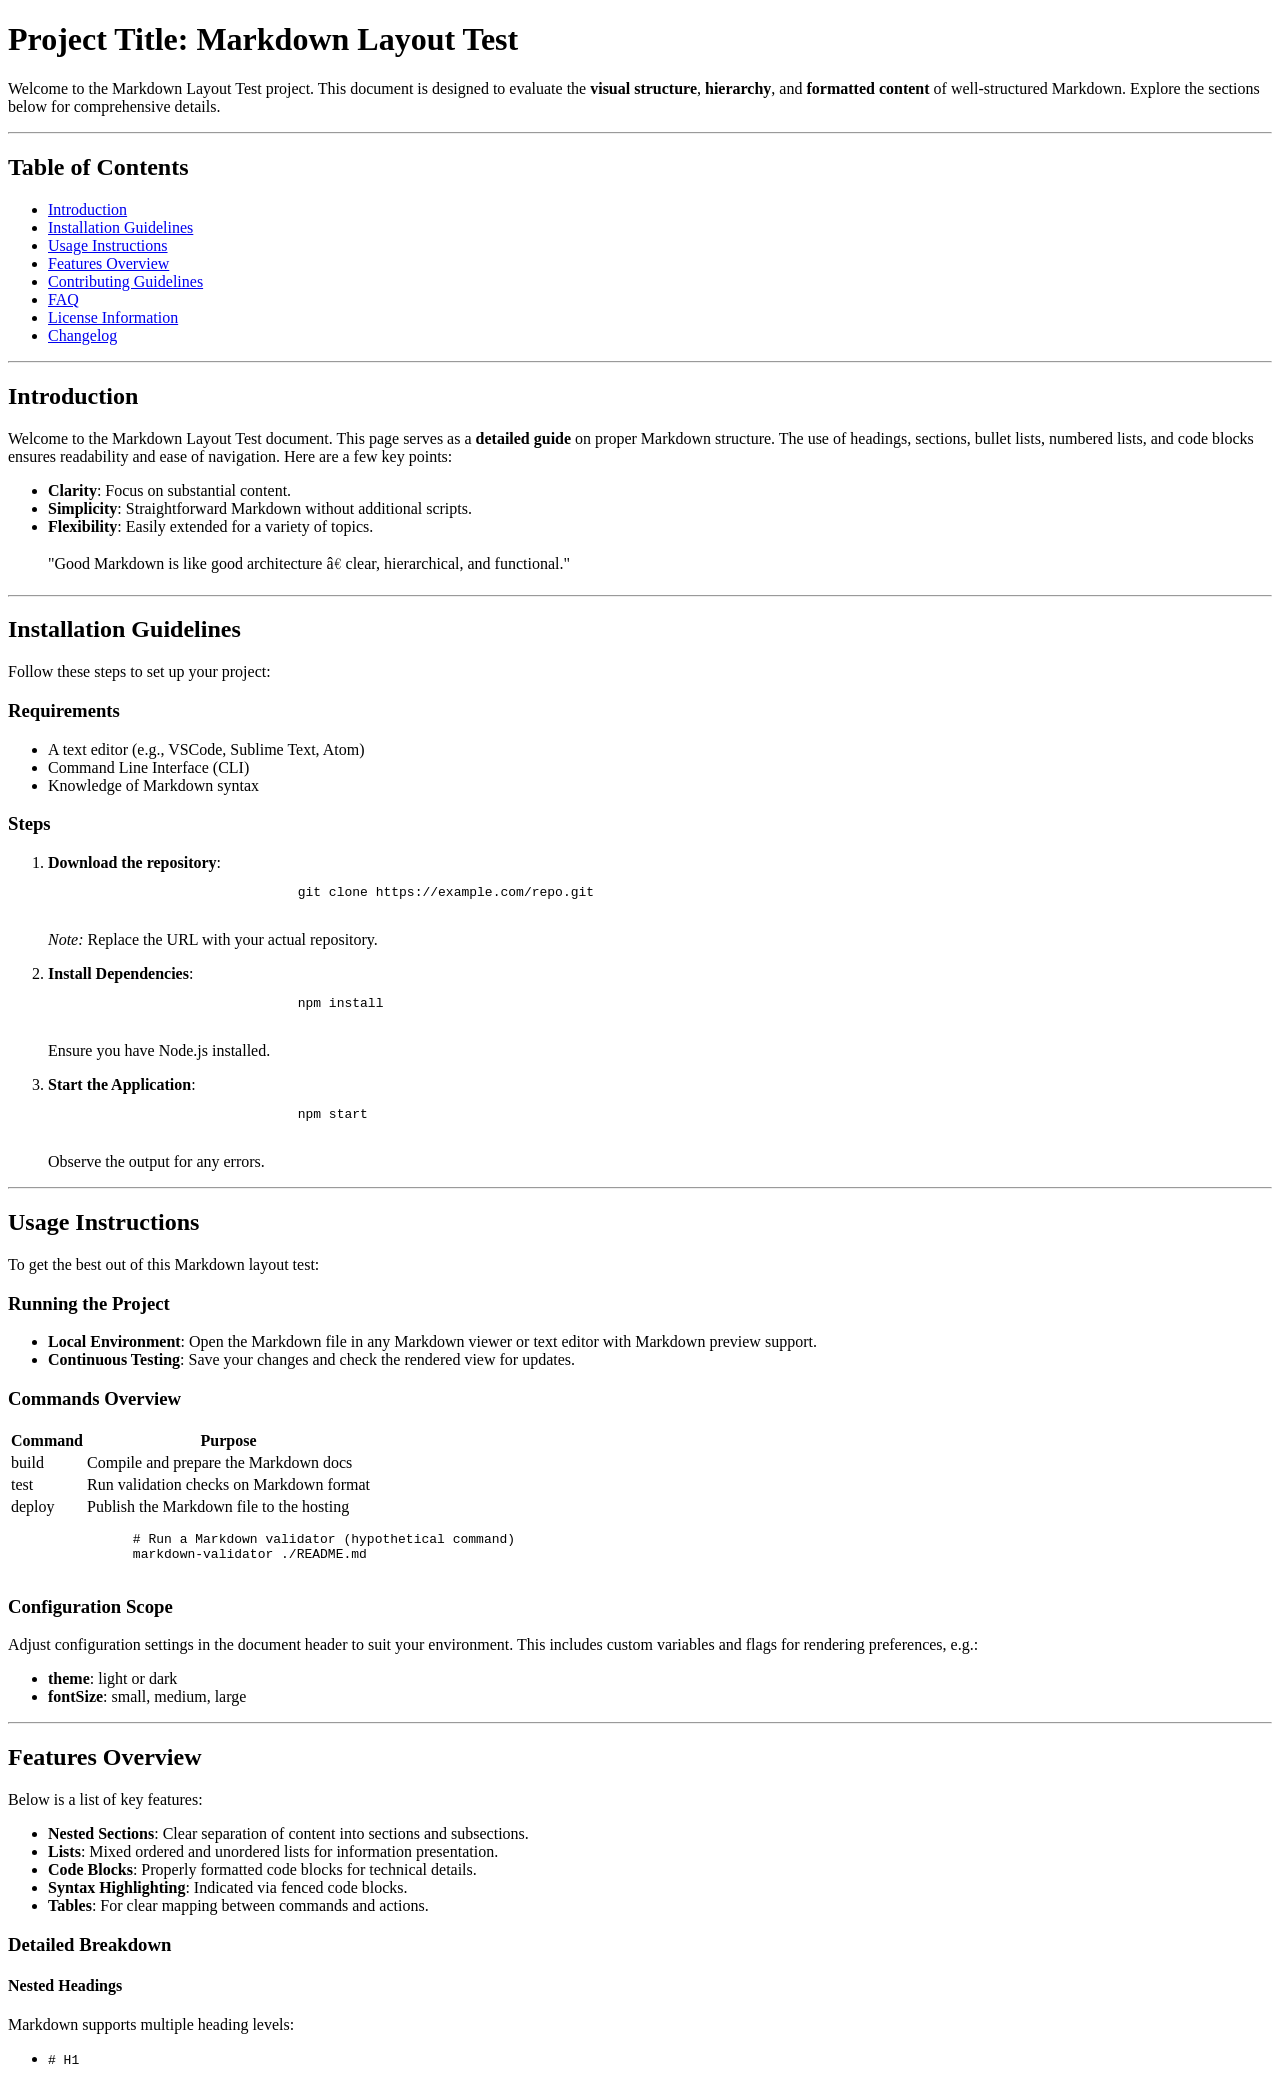 Project Title: Markdown Layout Test
Welcome to the Markdown Layout Test project. This document is designed to evaluate the visual structure, hierarchy, and formatted content of well-structured Markdown. Explore the sections
below for comprehensive details.
Table of Contents
Introduction
Installation Guidelines
Usage Instructions
Features Overview
Contributing Guidelines
FAQ
License Information
Changelog
Introduction
Welcome to the Markdown Layout Test document. This page serves as a detailed guide on proper Markdown structure. The use of headings, sections, bullet lists, numbered lists, and code blocks
ensures readability and ease of navigation. Here are a few key points:
Clarity: Focus on substantial content.
Simplicity: Straightforward Markdown without additional scripts.
Flexibility: Easily extended for a variety of topics.
"Good Markdown is like good architecture â€ clear, hierarchical, and functional."
Installation Guidelines
Follow these steps to set up your project:
Requirements
A text editor (e.g., VSCode, Sublime Text, Atom)
Command Line Interface (CLI)
Knowledge of Markdown syntax
Steps
1. Download the repository:
git clone https://example.com/repo.git
Note: Replace the URL with your actual repository.
2. Install Dependencies:
npm install
Ensure you have Node.js installed.
3. Start the Application:
npm start
Observe the output for any errors.
Usage Instructions
To get the best out of this Markdown layout test:
Running the Project
Local Environment: Open the Markdown file in any Markdown viewer or text editor with Markdown preview support.
Continuous Testing: Save your changes and check the rendered view for updates.
Commands Overview
Command Purpose
build Compile and prepare the Markdown docs
test Run validation checks on Markdown format
deploy Publish the Markdown file to the hosting
# Run a Markdown validator (hypothetical command)
markdown-validator ./README.md
Configuration Scope
Adjust configuration settings in the document header to suit your environment. This includes custom variables and flags for rendering preferences, e.g.:
theme: light or dark
fontSize: small, medium, large
Features Overview
Below is a list of key features:
Nested Sections: Clear separation of content into sections and subsections.
Lists: Mixed ordered and unordered lists for information presentation.
Code Blocks: Properly formatted code blocks for technical details.
Syntax Highlighting: Indicated via fenced code blocks.
Tables: For clear mapping between commands and actions.
Detailed Breakdown
Nested Headings
Markdown supports multiple heading levels:
# H1